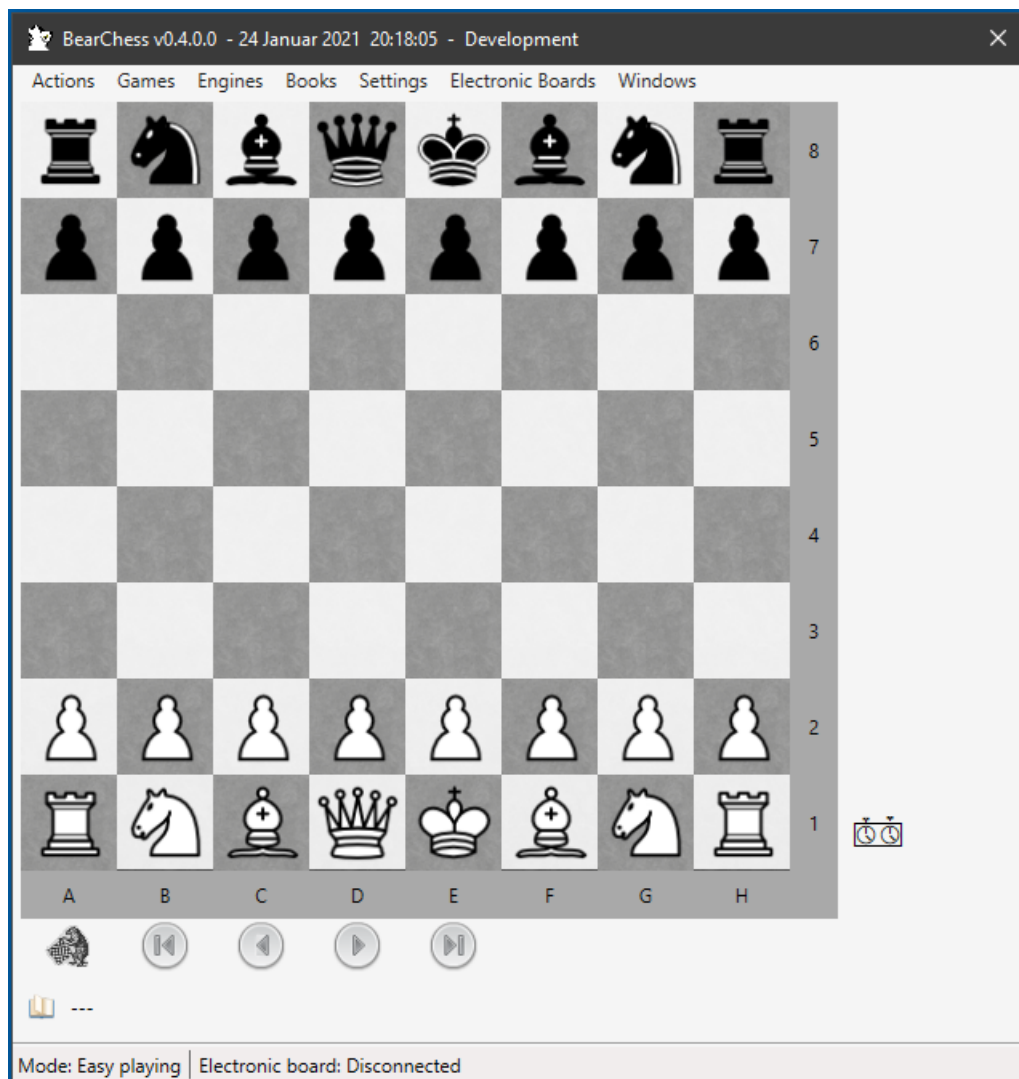 BearChess v0.4.0.0 - 24 Januar 2021 20:18:05 - Development
Actions Games Engines Books Settings Electronic Boards Windows
8
7
6
5
4
3
2
1
A B C D E F G H
---
Mode: Easy playing Electronic board: Disconnected